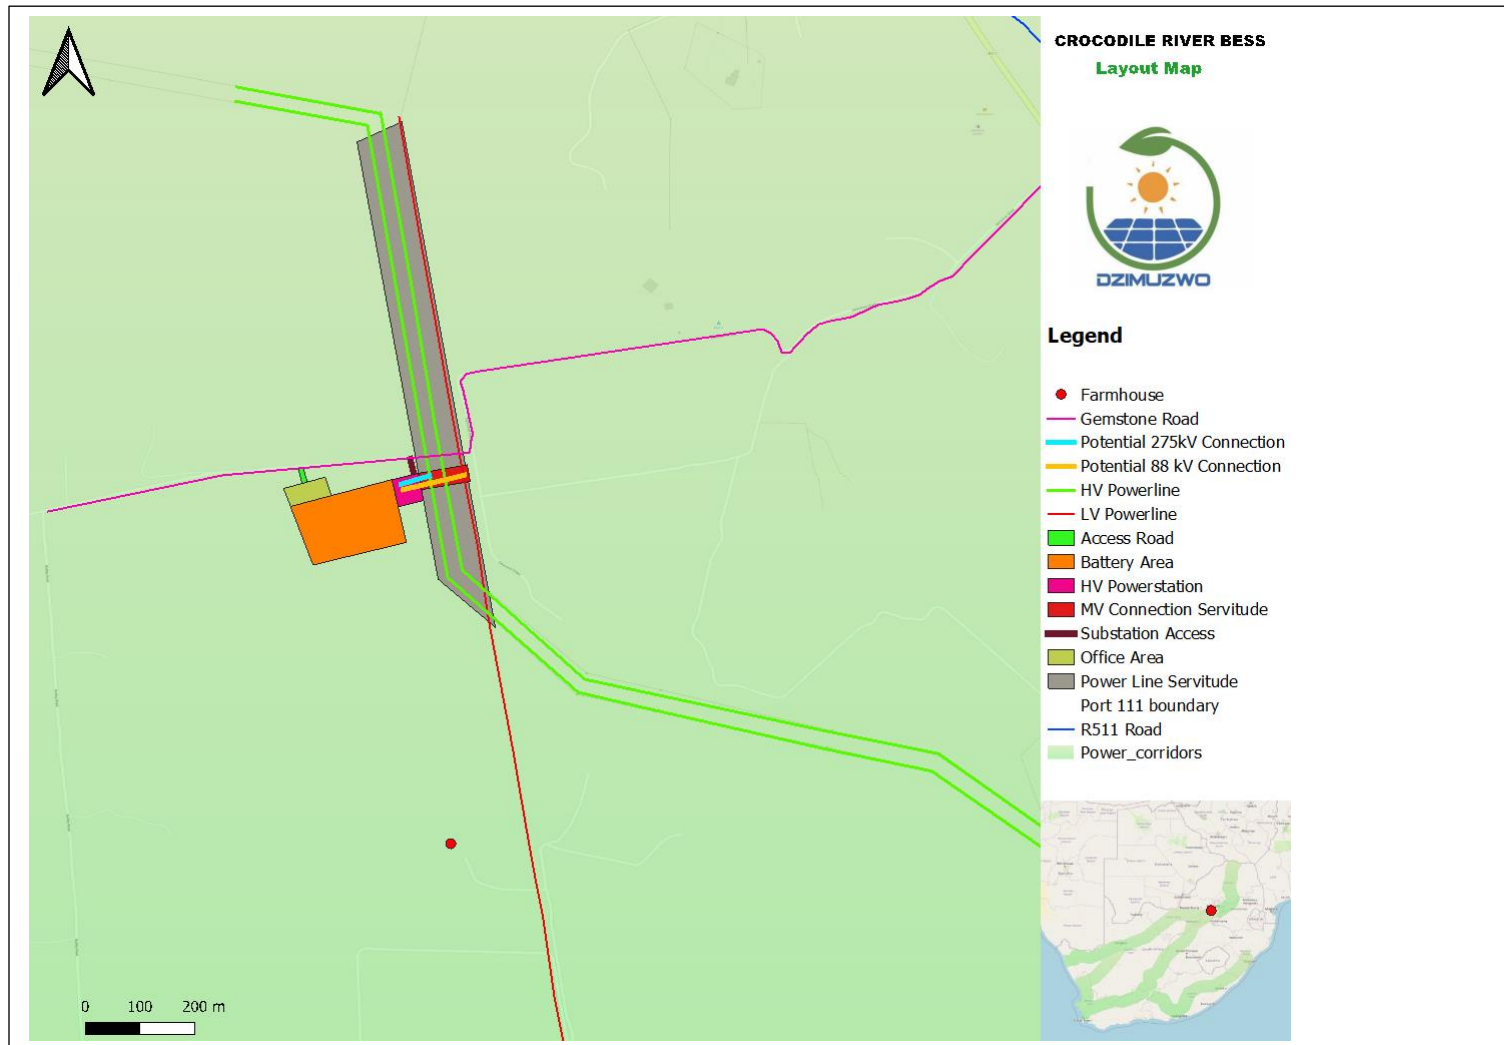 CROCODILE RIVER BESS
Layout Map
DZIMUZWO
Legend
Farmhouse
Gemstone Road
Potential 275kV Connection
Potential 88 kV Connection
HV Powerline
LV Powerline
Access Road
Battery Area
HV Powerstation
MV Connection Servitude
Substation Access
Office Area
Power Line Servitude
Port 111 boundary
R511 Road
Power_corridors
0 100 200 m